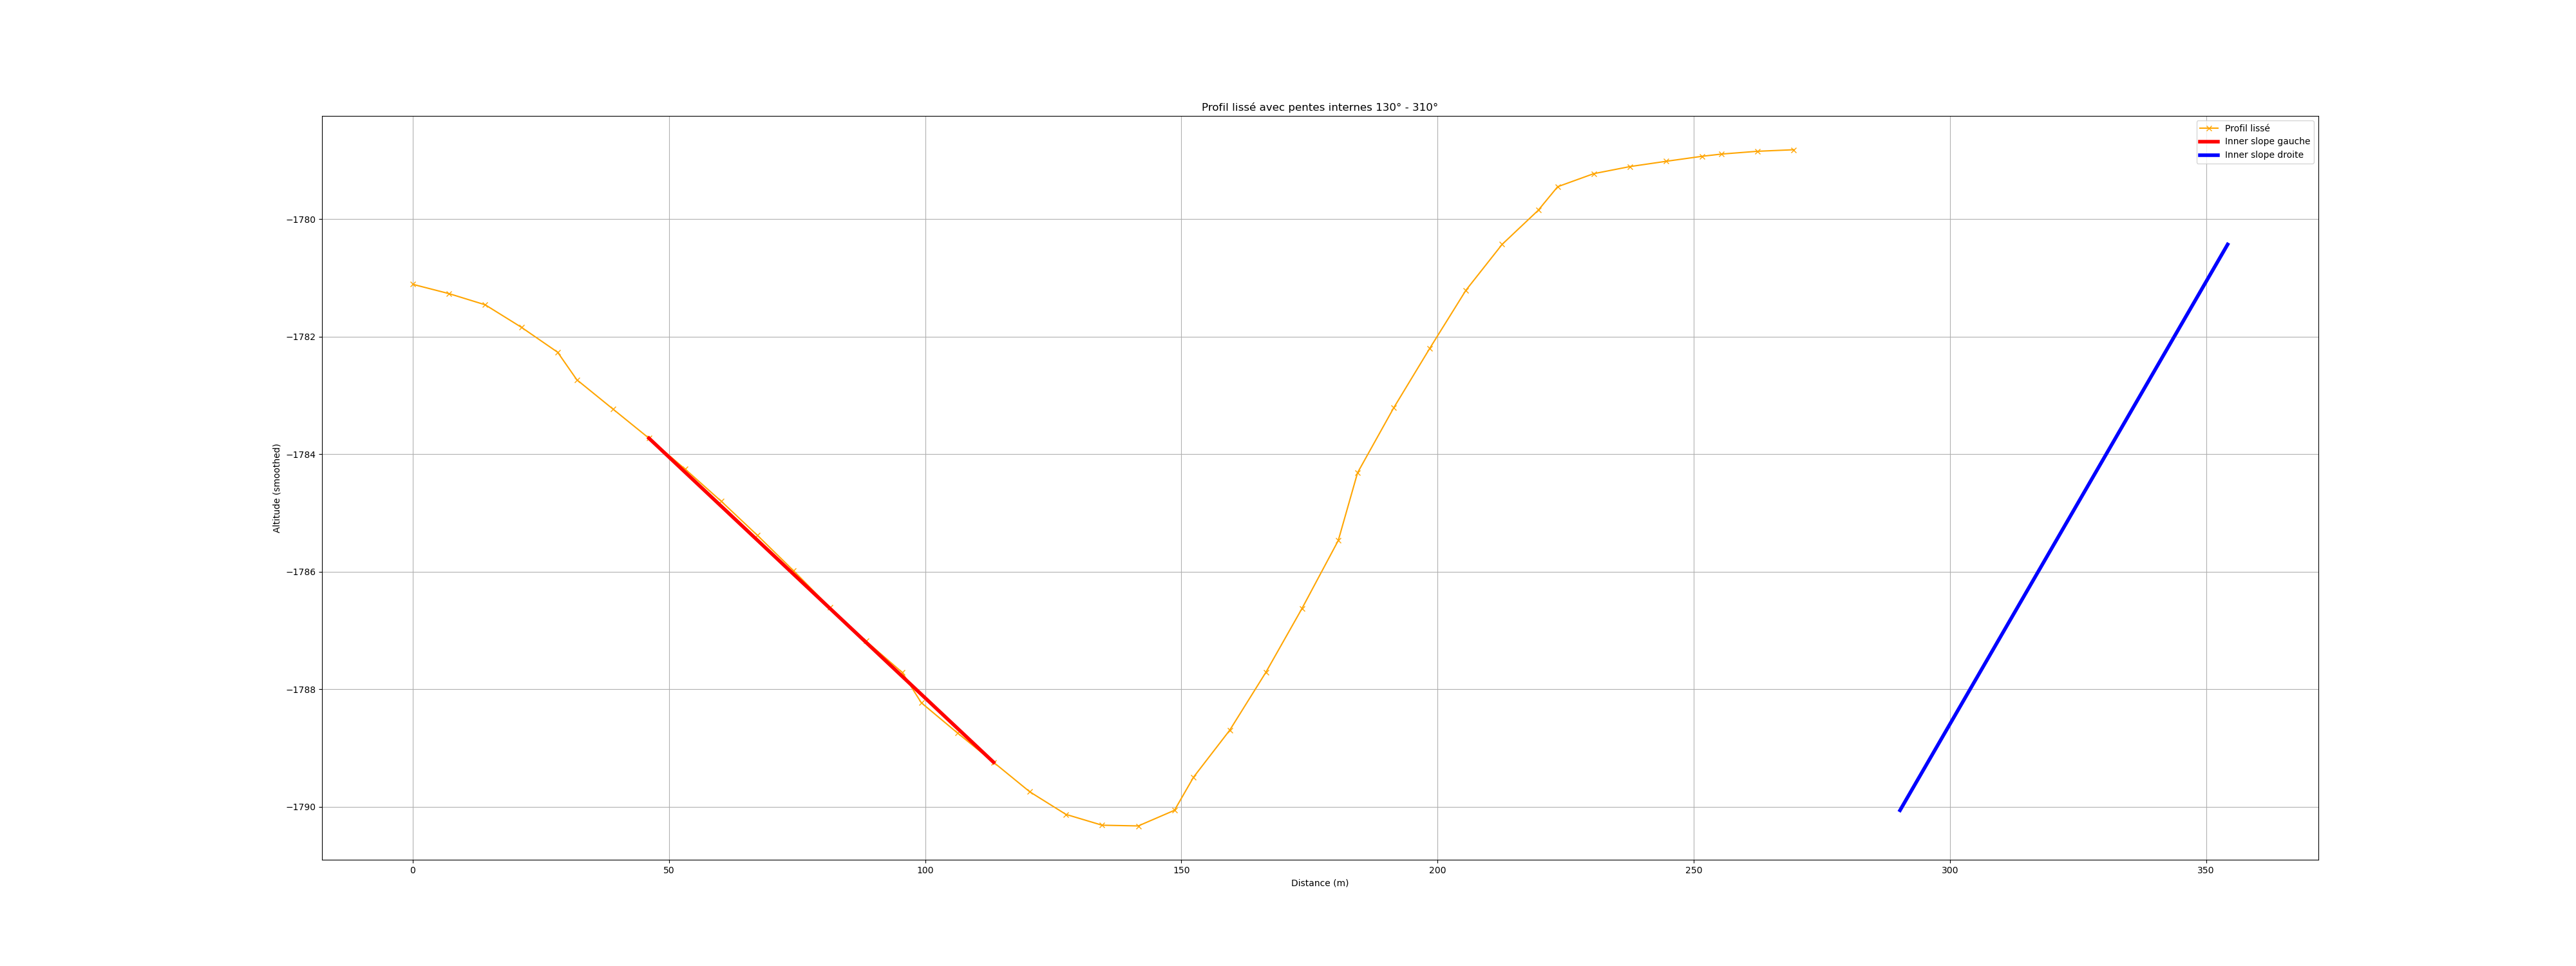 Profil lissé avec pentes internes 130° - 310°
Profil lissé
Inner slope gauche
Inner slope droite
Altitude (smoothed)
−1780
−1782
−1784
−1786
−1788
−1790
0
50
100
150
200
250
300
350
Distance (m)